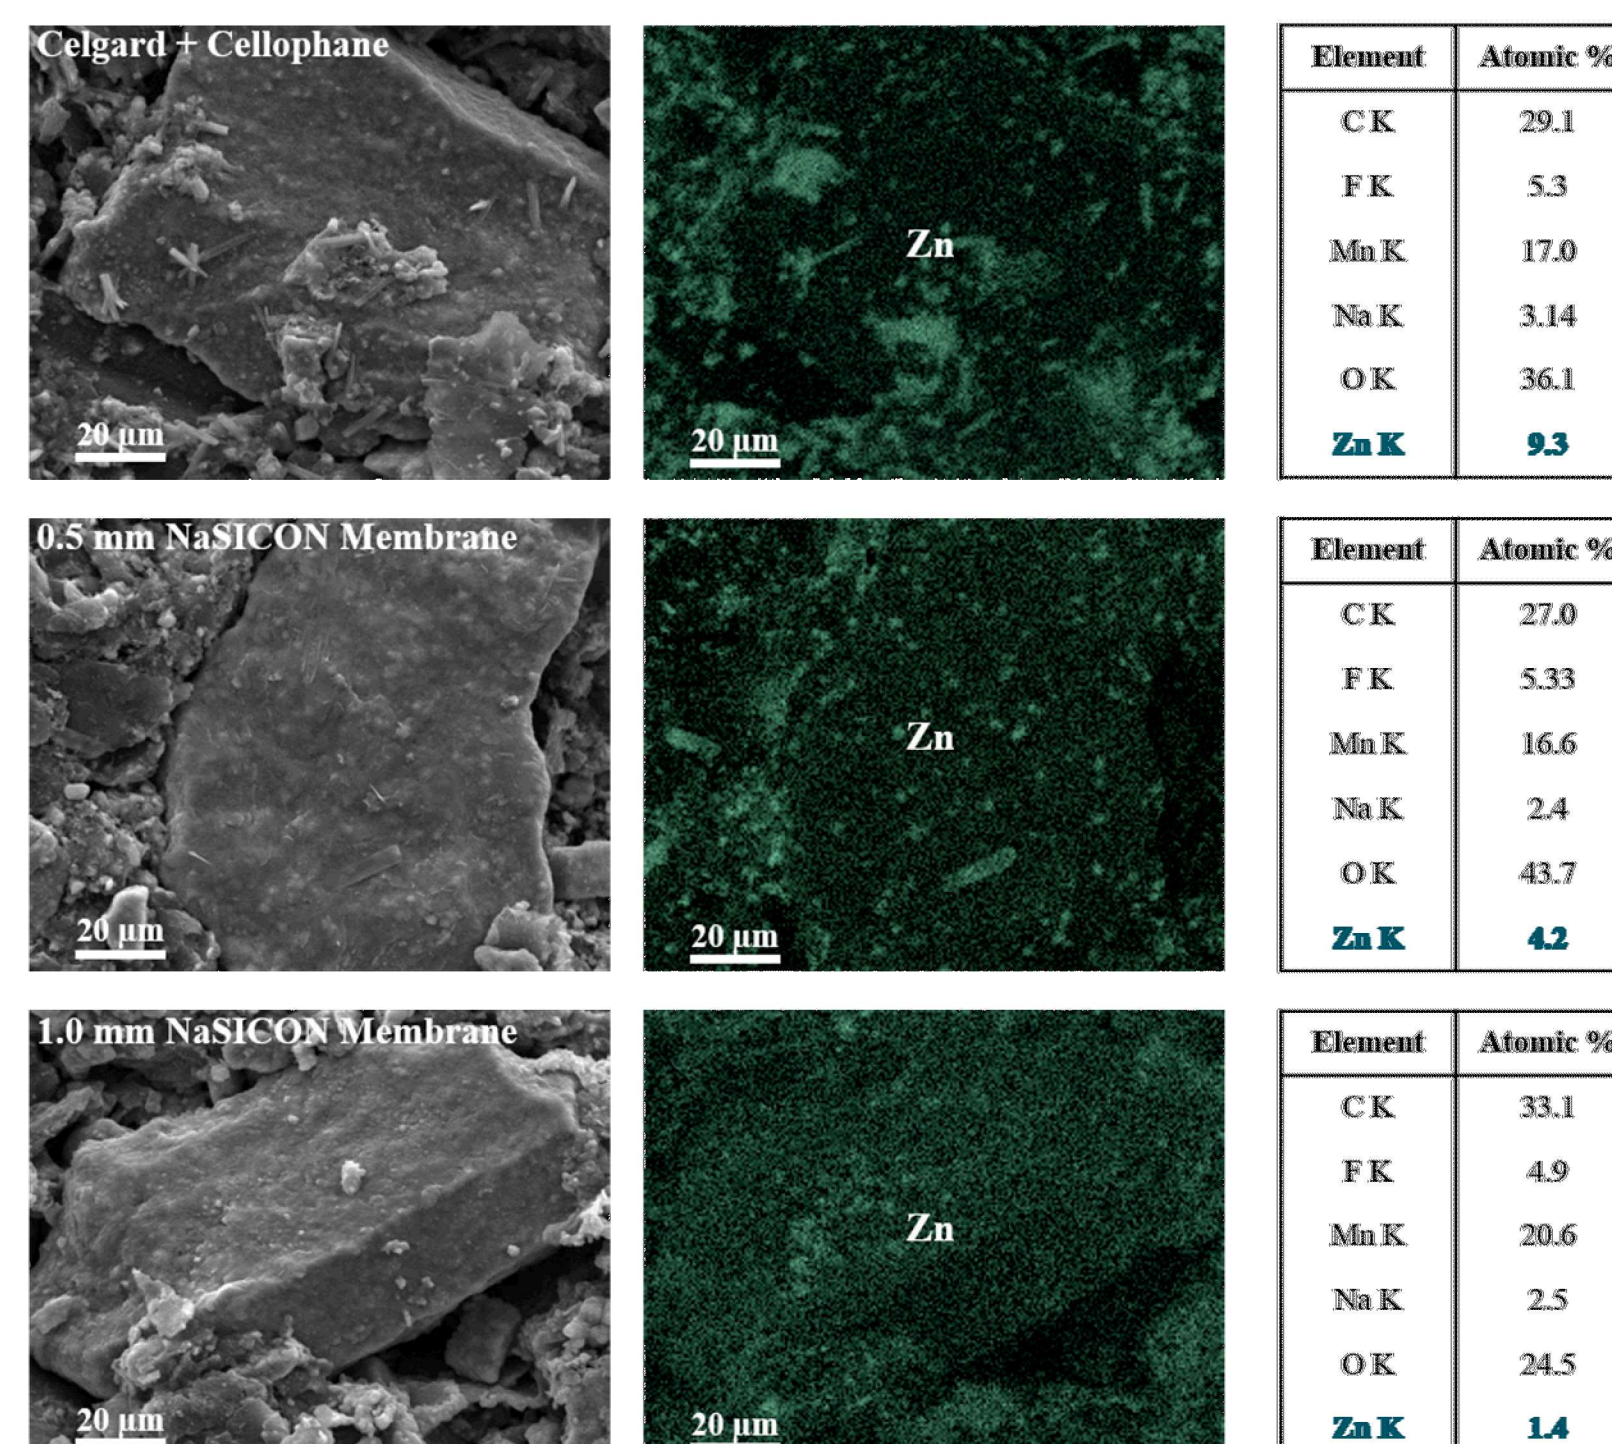 Celgard + Cellophane
20 µm
Zn
20 µm
Element Atomic %
C K 29.1
F K 5.3
Mn K 17.0
Na K 3.14
O K 36.1
Zn K 9.3
0.5 mm NaSICON Membrane
20 µm
Zn
20 µm
Element Atomic %
C K 27.0
F K 5.33
Mn K 16.6
Na K 2.4
O K 43.7
Zn K 4.2
1.0 mm NaSICON Membrane
20 µm
Zn
20 µm
Element Atomic %
C K 33.1
F K 4.9
Mn K 20.6
Na K 2.5
O K 24.5
Zn K 1.4